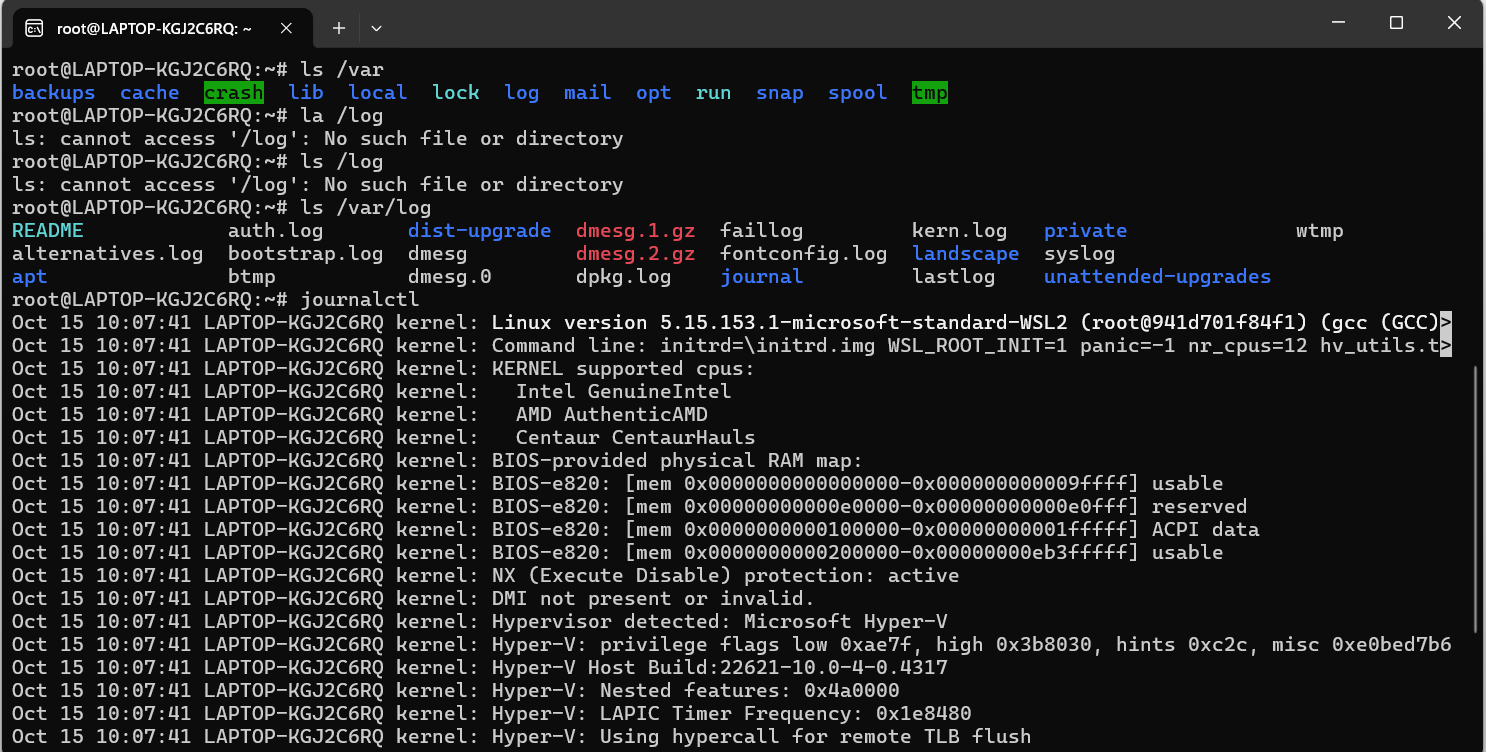 root@LAPTOP-KGJ2C6RQ: ~
root@LAPTOP-KGJ2C6RQ:~# ls /var
backups  cache  crash  lib  local  lock  log  mail  opt  run  snap  spool  tmp
root@LAPTOP-KGJ2C6RQ:~# la /log
ls: cannot access '/log': No such file or directory
root@LAPTOP-KGJ2C6RQ:~# ls /log
ls: cannot access '/log': No such file or directory
root@LAPTOP-KGJ2C6RQ:~# ls /var/log
README            auth.log       dist-upgrade  dmesg.1.gz  faillog         kern.log   private              wtmp
alternatives.log  bootstrap.log  dmesg         dmesg.2.gz  fontconfig.log  landscape  syslog
apt               btmp           dmesg.0       dpkg.log    journal         lastlog    unattended-upgrades
root@LAPTOP-KGJ2C6RQ:~# journalctl
Oct 15 10:07:41 LAPTOP-KGJ2C6RQ kernel: Linux version 5.15.153.1-microsoft-standard-WSL2 (root@941d701f84f1) (gcc (GCC)>
Oct 15 10:07:41 LAPTOP-KGJ2C6RQ kernel: Command line: initrd=\initrd.img WSL_ROOT_INIT=1 panic=-1 nr_cpus=12 hv_utils.t>
Oct 15 10:07:41 LAPTOP-KGJ2C6RQ kernel: KERNEL supported cpus:
Oct 15 10:07:41 LAPTOP-KGJ2C6RQ kernel:   Intel GenuineIntel
Oct 15 10:07:41 LAPTOP-KGJ2C6RQ kernel:   AMD AuthenticAMD
Oct 15 10:07:41 LAPTOP-KGJ2C6RQ kernel:   Centaur CentaurHauls
Oct 15 10:07:41 LAPTOP-KGJ2C6RQ kernel: BIOS-provided physical RAM map:
Oct 15 10:07:41 LAPTOP-KGJ2C6RQ kernel: BIOS-e820: [mem 0x0000000000000000-0x000000000009ffff] usable
Oct 15 10:07:41 LAPTOP-KGJ2C6RQ kernel: BIOS-e820: [mem 0x00000000000e0000-0x00000000000e0fff] reserved
Oct 15 10:07:41 LAPTOP-KGJ2C6RQ kernel: BIOS-e820: [mem 0x0000000000100000-0x00000000001fffff] ACPI data
Oct 15 10:07:41 LAPTOP-KGJ2C6RQ kernel: BIOS-e820: [mem 0x0000000000200000-0x00000000eb3fffff] usable
Oct 15 10:07:41 LAPTOP-KGJ2C6RQ kernel: NX (Execute Disable) protection: active
Oct 15 10:07:41 LAPTOP-KGJ2C6RQ kernel: DMI not present or invalid.
Oct 15 10:07:41 LAPTOP-KGJ2C6RQ kernel: Hypervisor detected: Microsoft Hyper-V
Oct 15 10:07:41 LAPTOP-KGJ2C6RQ kernel: Hyper-V: privilege flags low 0xae7f, high 0x3b8030, hints 0xc2c, misc 0xe0bed7b6
Oct 15 10:07:41 LAPTOP-KGJ2C6RQ kernel: Hyper-V Host Build:22621-10.0-4-0.4317
Oct 15 10:07:41 LAPTOP-KGJ2C6RQ kernel: Hyper-V: Nested features: 0x4a0000
Oct 15 10:07:41 LAPTOP-KGJ2C6RQ kernel: Hyper-V: LAPIC Timer Frequency: 0x1e8480
Oct 15 10:07:41 LAPTOP-KGJ2C6RQ kernel: Hyper-V: Using hypercall for remote TLB flush